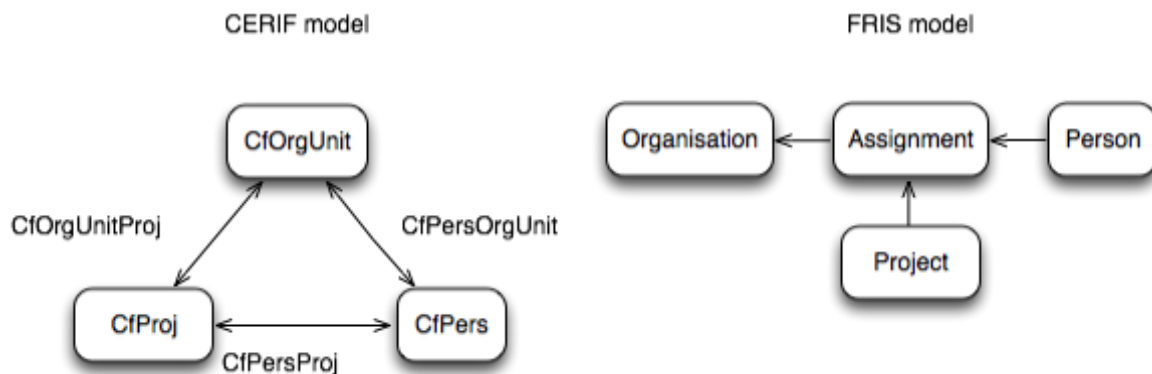 CERIF model
FRIS model
CfOrgUnit
Organisation
Assignment
Person
CfOrgUnitProj
CfPersOrgUnit
Project
CfProj
CfPers
CfPersProj